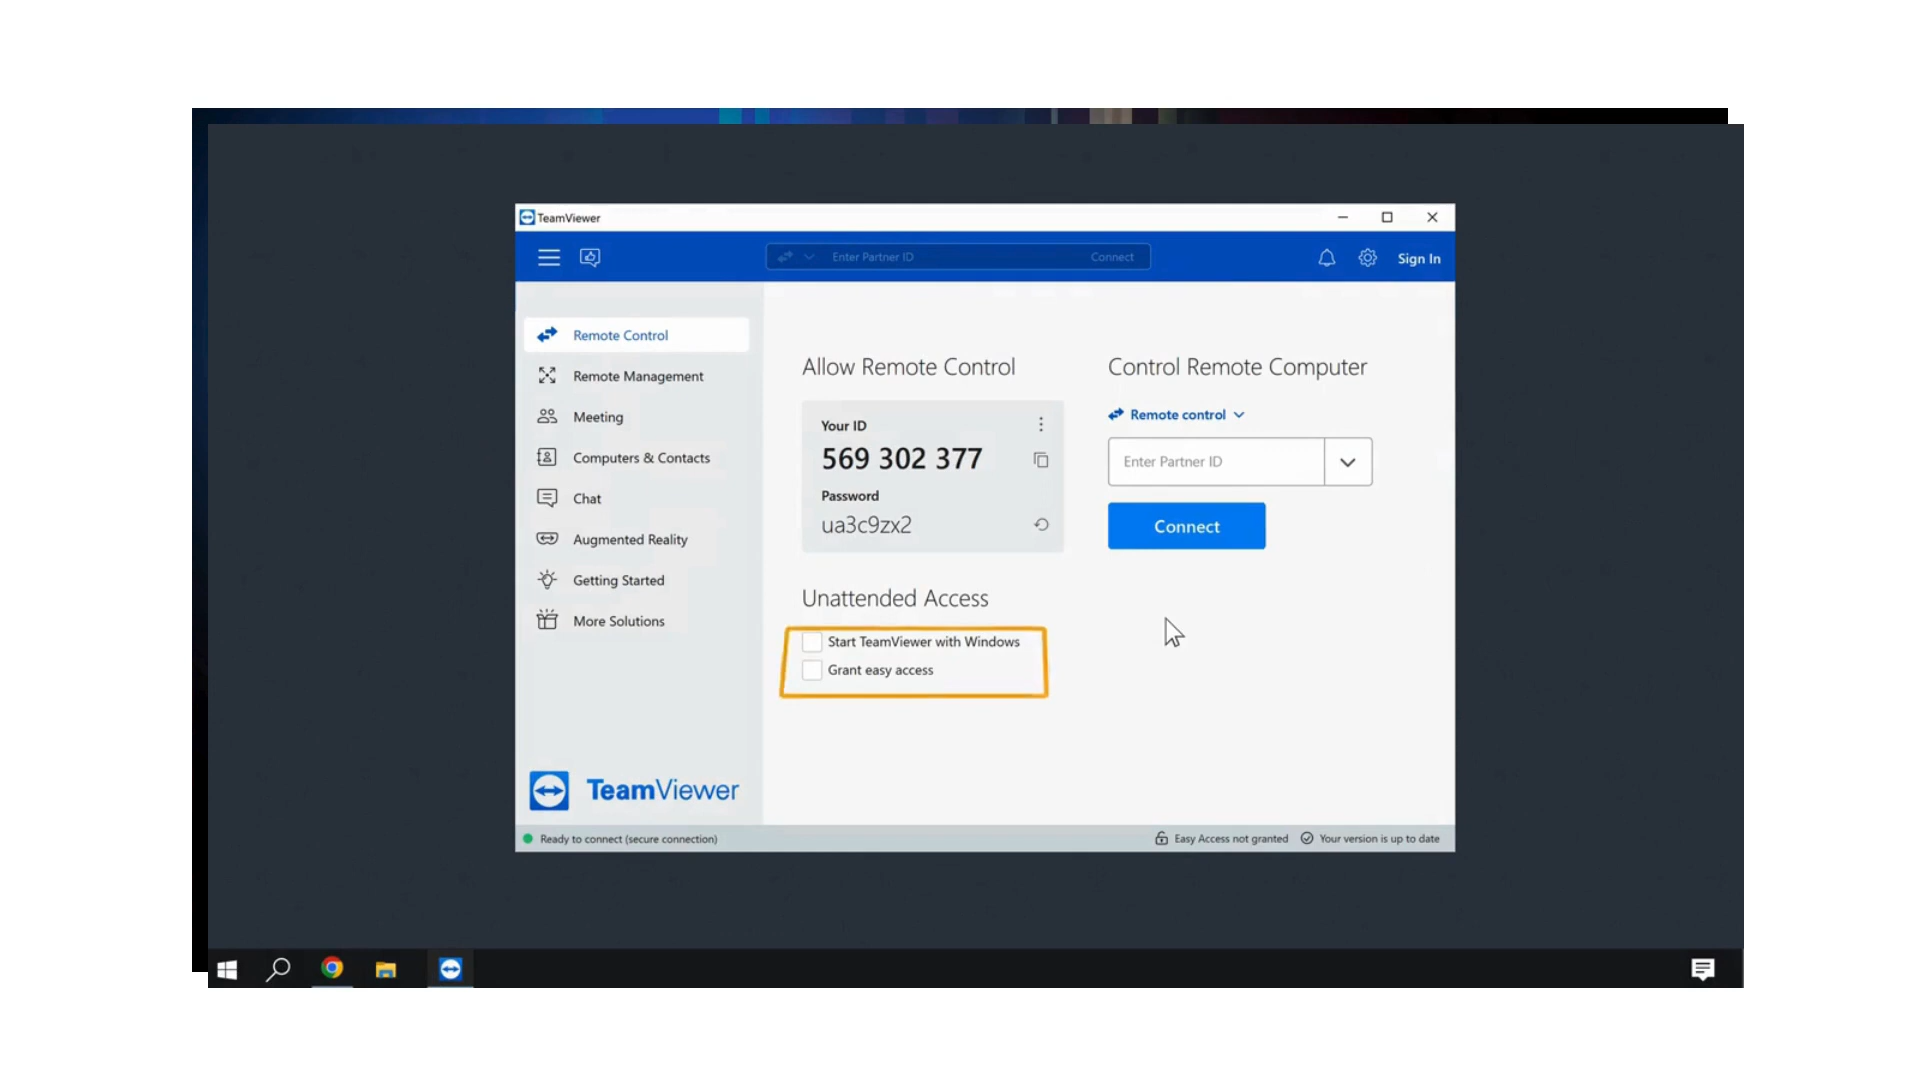 TeamViewer
Enter Partner ID
Connect
Sign In
Remote Control
Remote Management
Meeting
Computers & Contacts
Chat
Augmented Reality
Getting Started
More Solutions
TeamViewer
Allow Remote Control
Your ID
569 302 377
Password
ua3c9zx2
Unattended Access
Start TeamViewer with Windows
Grant easy access
Control Remote Computer
Remote control
Enter Partner ID
Connect
Ready to connect (secure connection)
Easy Access not granted
Your version is up to date